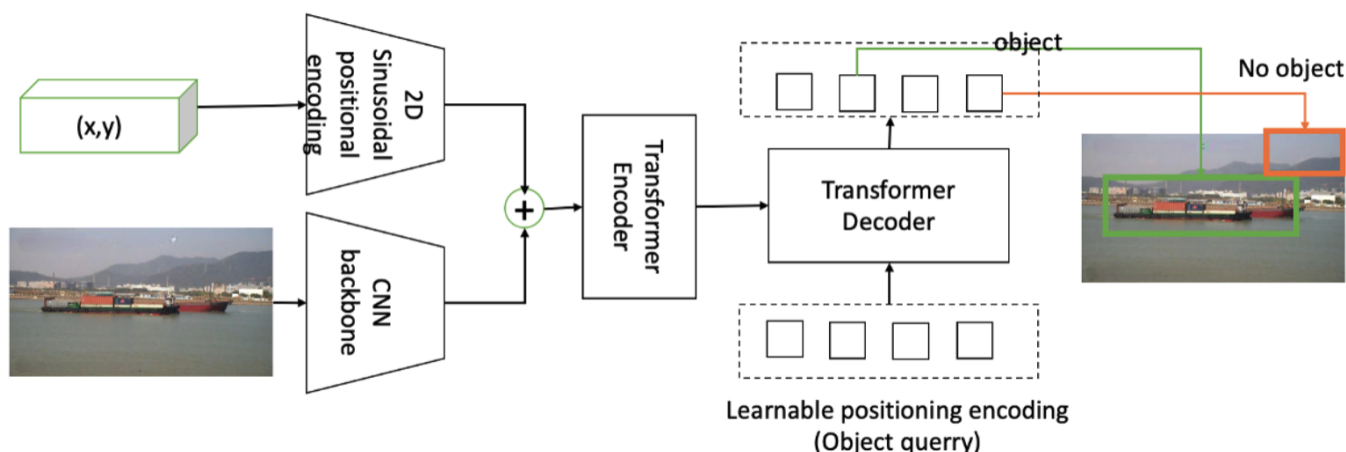 (x,y)
2D
Sinusoidal
positional
encoding
CNN
backbone
+
Transformer
Encoder
Transformer
Decoder
object
No object
Learnable positioning encoding
(Object querry)